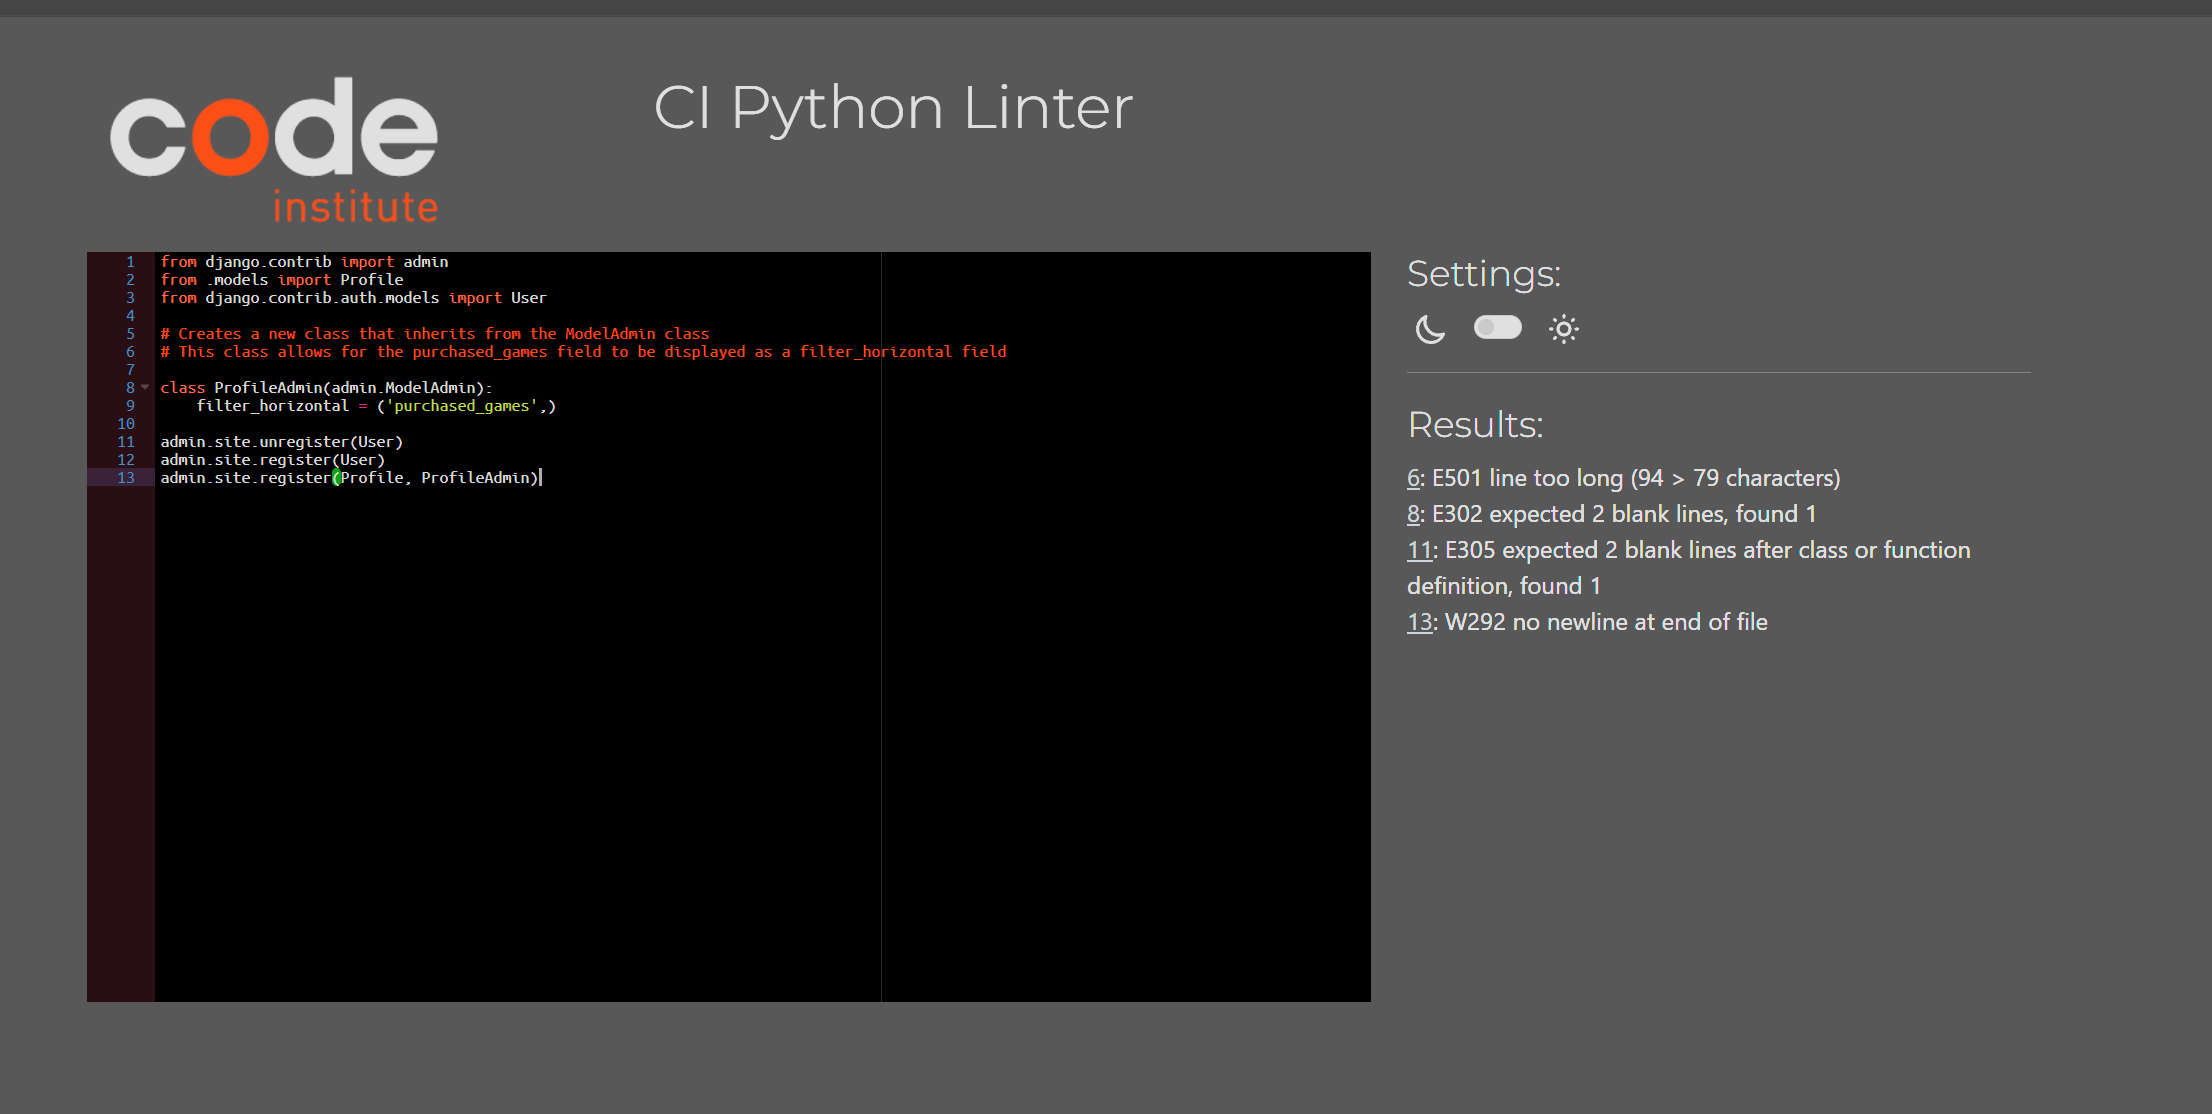 code
institute
CI Python Linter
1 from django.contrib import admin
2 from .models import Profile
3 from django.contrib.auth.models import User
4
5 # Creates a new class that inherits from the ModelAdmin class
6 # This class allows for the purchased_games field to be displayed as a filter_horizontal field
7
8 class ProfileAdmin(admin.ModelAdmin):
9     filter_horizontal = ('purchased_games',)
10
11 admin.site.unregister(User)
12 admin.site.register(User)
13 admin.site.register(Profile, ProfileAdmin)
Settings:
Results:
6: E501 line too long (94 > 79 characters)
8: E302 expected 2 blank lines, found 1
11: E305 expected 2 blank lines after class or function
definition, found 1
13: W292 no newline at end of file